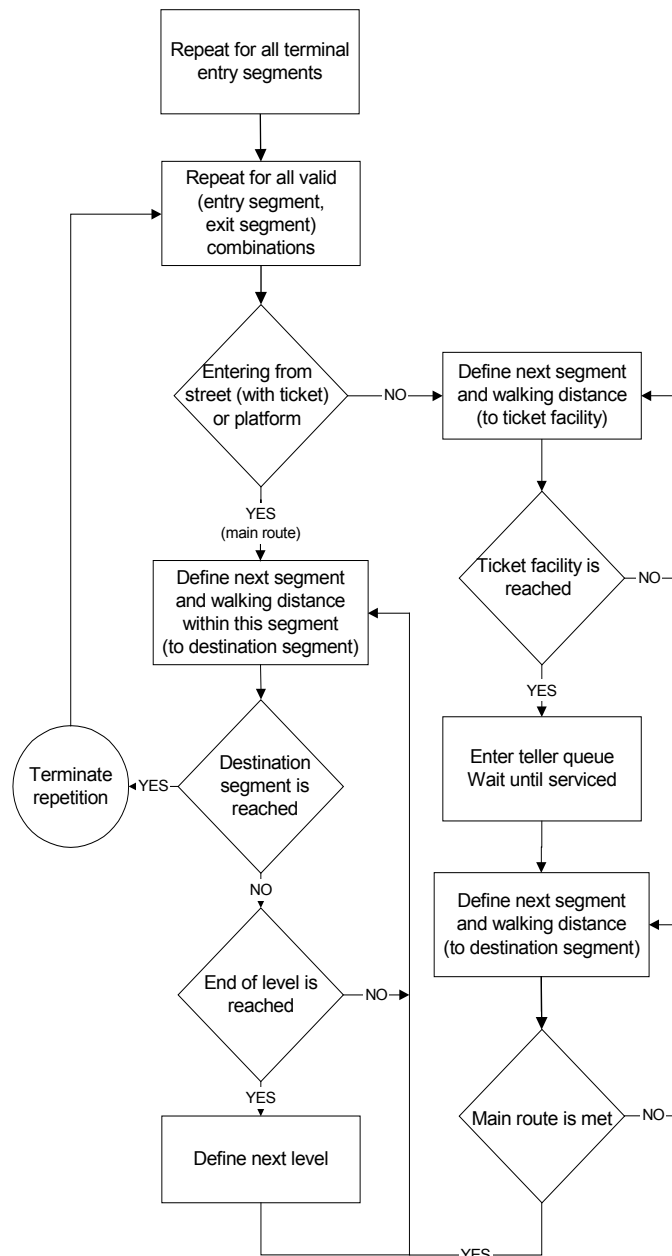 Repeat for all terminal
entry segments
Repeat for all valid
(entry segment,
exit segment)
combinations
Entering from
street (with ticket)
or platform
NO
Define next segment
and walking distance
(to ticket facility)
YES
(main route)
Ticket facility is
reached
NO
Define next segment
and walking distance
within this segment
(to destination segment)
YES
Terminate
repetition
YES
Destination
segment is
reached
Enter teller queue
Wait until serviced
NO
Define next segment
and walking distance
(to destination segment)
End of level is
reached
NO
YES
Main route is met
NO
Define next level
YES